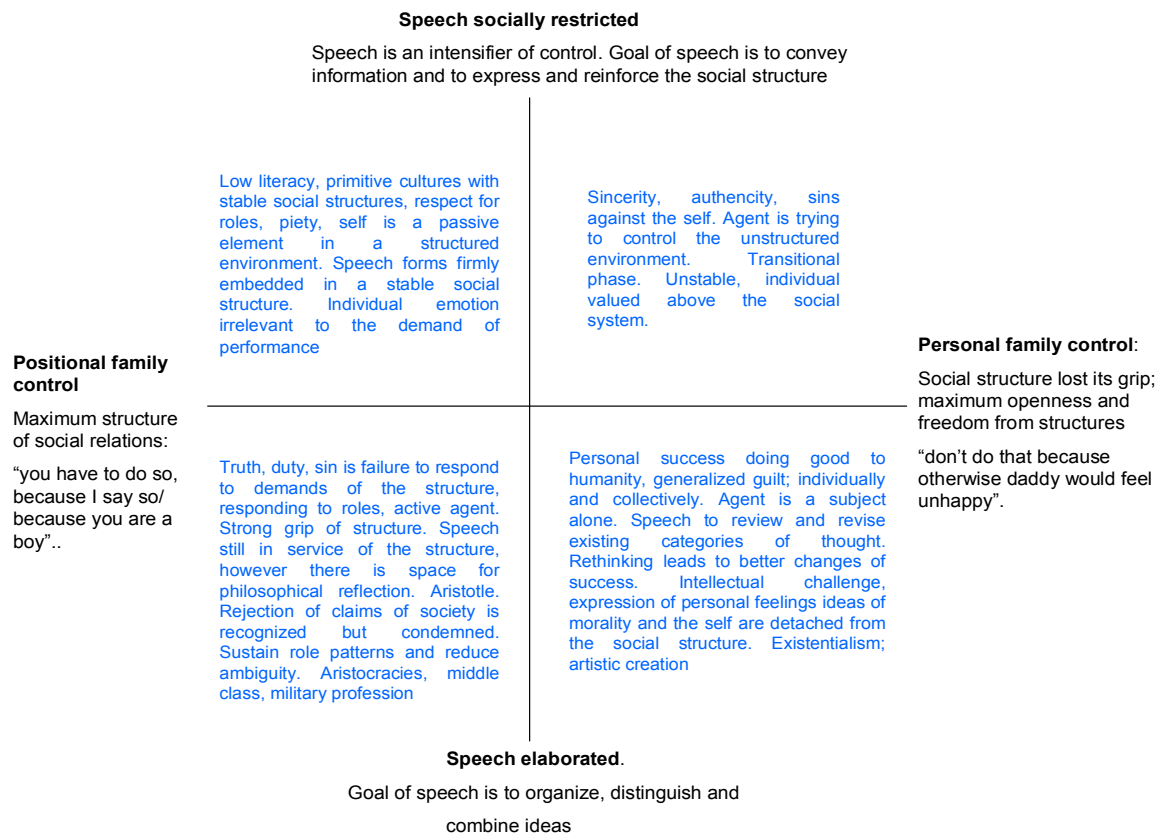 Speech socially restricted
Speech is an intensifier of control. Goal of speech is to convey
information and to express and reinforce the social structure
Low literacy, primitive cultures with
stable social structures, respect for
roles, piety, self is a passive
element in a structured
environment. Speech forms firmly
embedded in a stable social
structure. Individual emotion
irrelevant to the demand of
performance
Sincerity, authencity, sins
against the self. Agent is trying
to control the unstructured
environment. Transitional
phase. Unstable, individual
valued above the social
system.
Positional family
control
Maximum structure
of social relations:
“you have to do so,
because I say so/
because you are a
boy”..
Personal family control:
Social structure lost its grip;
maximum openness and
freedom from structures
“don’t do that because
otherwise daddy would feel
unhappy”.
Truth, duty, sin is failure to respond
to demands of the structure,
responding to roles, active agent.
Strong grip of structure. Speech
still in service of the structure,
however there is space for
philosophical reflection. Aristotle.
Rejection of claims of society is
recognized but condemned.
Sustain role patterns and reduce
ambiguity. Aristocracies, middle
class, military profession
Personal success doing good to
humanity, generalized guilt; individually
and collectively. Agent is a subject
alone. Speech to review and revise
existing categories of thought.
Rethinking leads to better changes of
success. Intellectual challenge,
expression of personal feelings ideas of
morality and the self are detached from
the social structure. Existentialism;
artistic creation
Speech elaborated.
Goal of speech is to organize, distinguish and
combine ideas